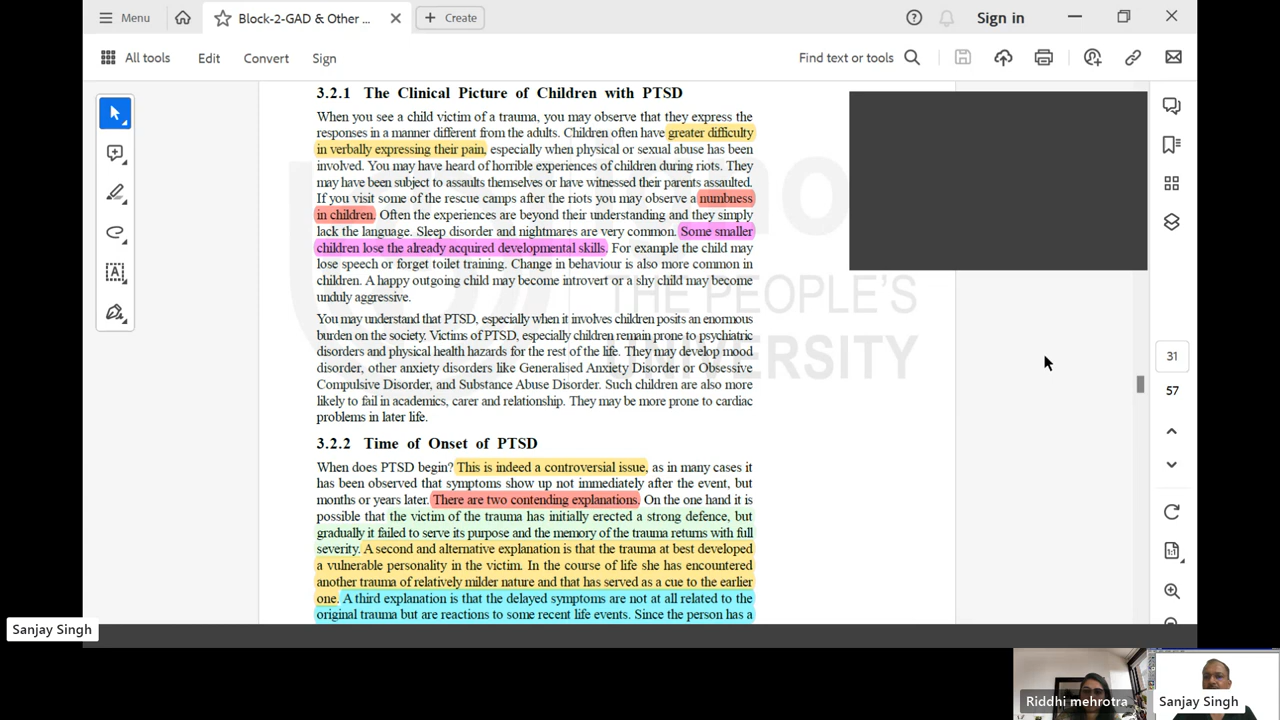 Menu
Block-2-GAD & Other ...
Create
Sign in
All tools
Edit
Convert
Sign
Find text or tools
3.2.1 The Clinical Picture of Children with PTSD
When you see a child victim of a trauma, you may observe that they express the
responses in a manner different from the adults. Children often have greater difficulty
in verbally expressing their pain, especially when physical or sexual abuse has been
involved. You may have heard of horrible experiences of children during riots. They
may have been subject to assaults themselves or have witnessed their parents assaulted.
If you visit some of the rescue camps after the riots you may observe a numbness
in children. Often the experiences are beyond their understanding and they simply
lack the language. Sleep disorder and nightmares are very common. Some smaller
children lose the already acquired developmental skills. For example the child may
lose speech or forget toilet training. Change in behaviour is also more common in
children. A happy outgoing child may become introvert or a shy child may become
unduly aggressive.
You may understand that PTSD, especially when it involves children posits an enormous
burden on the society. Victims of PTSD, especially children remain prone to psychiatric
disorders and physical health hazards for the rest of the life. They may develop mood
disorder, other anxiety disorders like Generalised Anxiety Disorder or Obsessive
Compulsive Disorder, and Substance Abuse Disorder. Such children are also more
likely to fail in academics, carer and relationship. They may be more prone to cardiac
problems in later life.
3.2.2 Time of Onset of PTSD
When does PTSD begin? This is indeed a controversial issue, as in many cases it
has been observed that symptoms show up not immediately after the event, but
months or years later. There are two contending explanations. On the one hand it is
possible that the victim of the trauma has initially erected a strong defence, but
gradually it failed to serve its purpose and the memory of the trauma returns with full
severity. A second and alternative explanation is that the trauma at best developed
a vulnerable personality in the victim. In the course of life she has encountered
another trauma of relatively milder nature and that has served as a cue to the earlier
one. A third explanation is that the delayed symptoms are not at all related to the
original trauma but are reactions to some recent life events. Since the person has a
THE PEOPLE'S
UNIVERSITY
31
57
1:1
Sanjay Singh
Riddhi mehrotra
Sanjay Singh